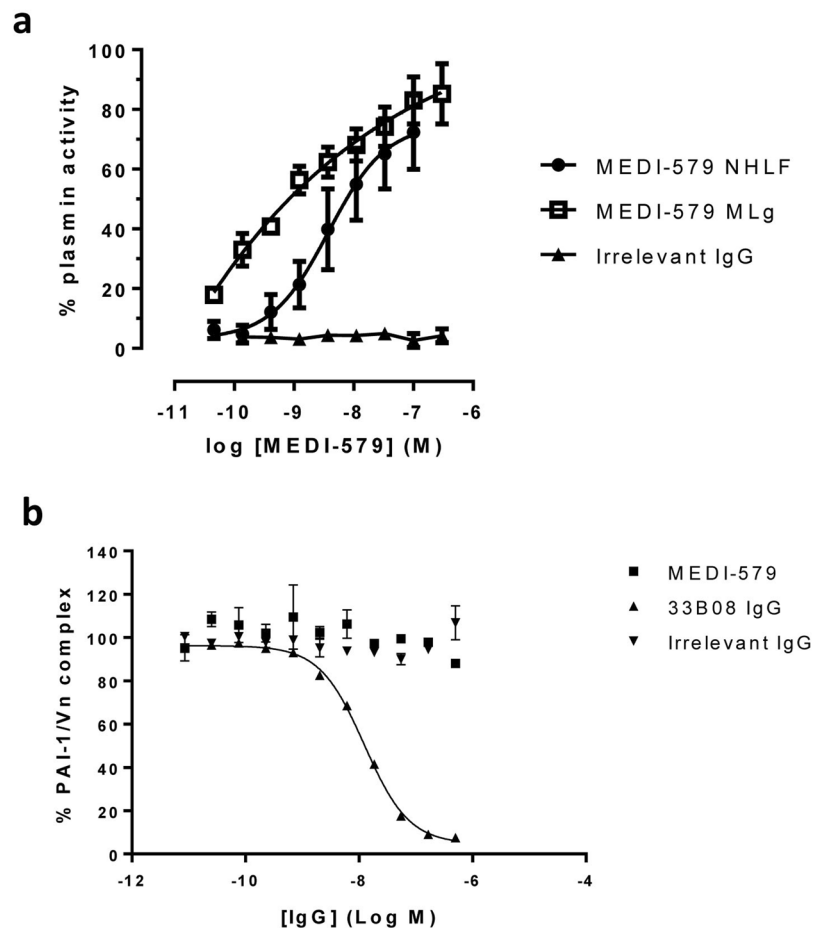 a
100
80
60
40
20
0
% plasmin activity
-11 -10 -9 -8 -7 -6
log [MEDI-579] (M)
MEDI-579 NHLF
MEDI-579 MLg
Irrelevant IgG
b
140
120
100
80
60
40
20
0
% PAI-1/Vn complex
-12 -10 -8 -6 -4
[IgG] (Log M)
MEDI-579
33B08 IgG
Irrelevant IgG